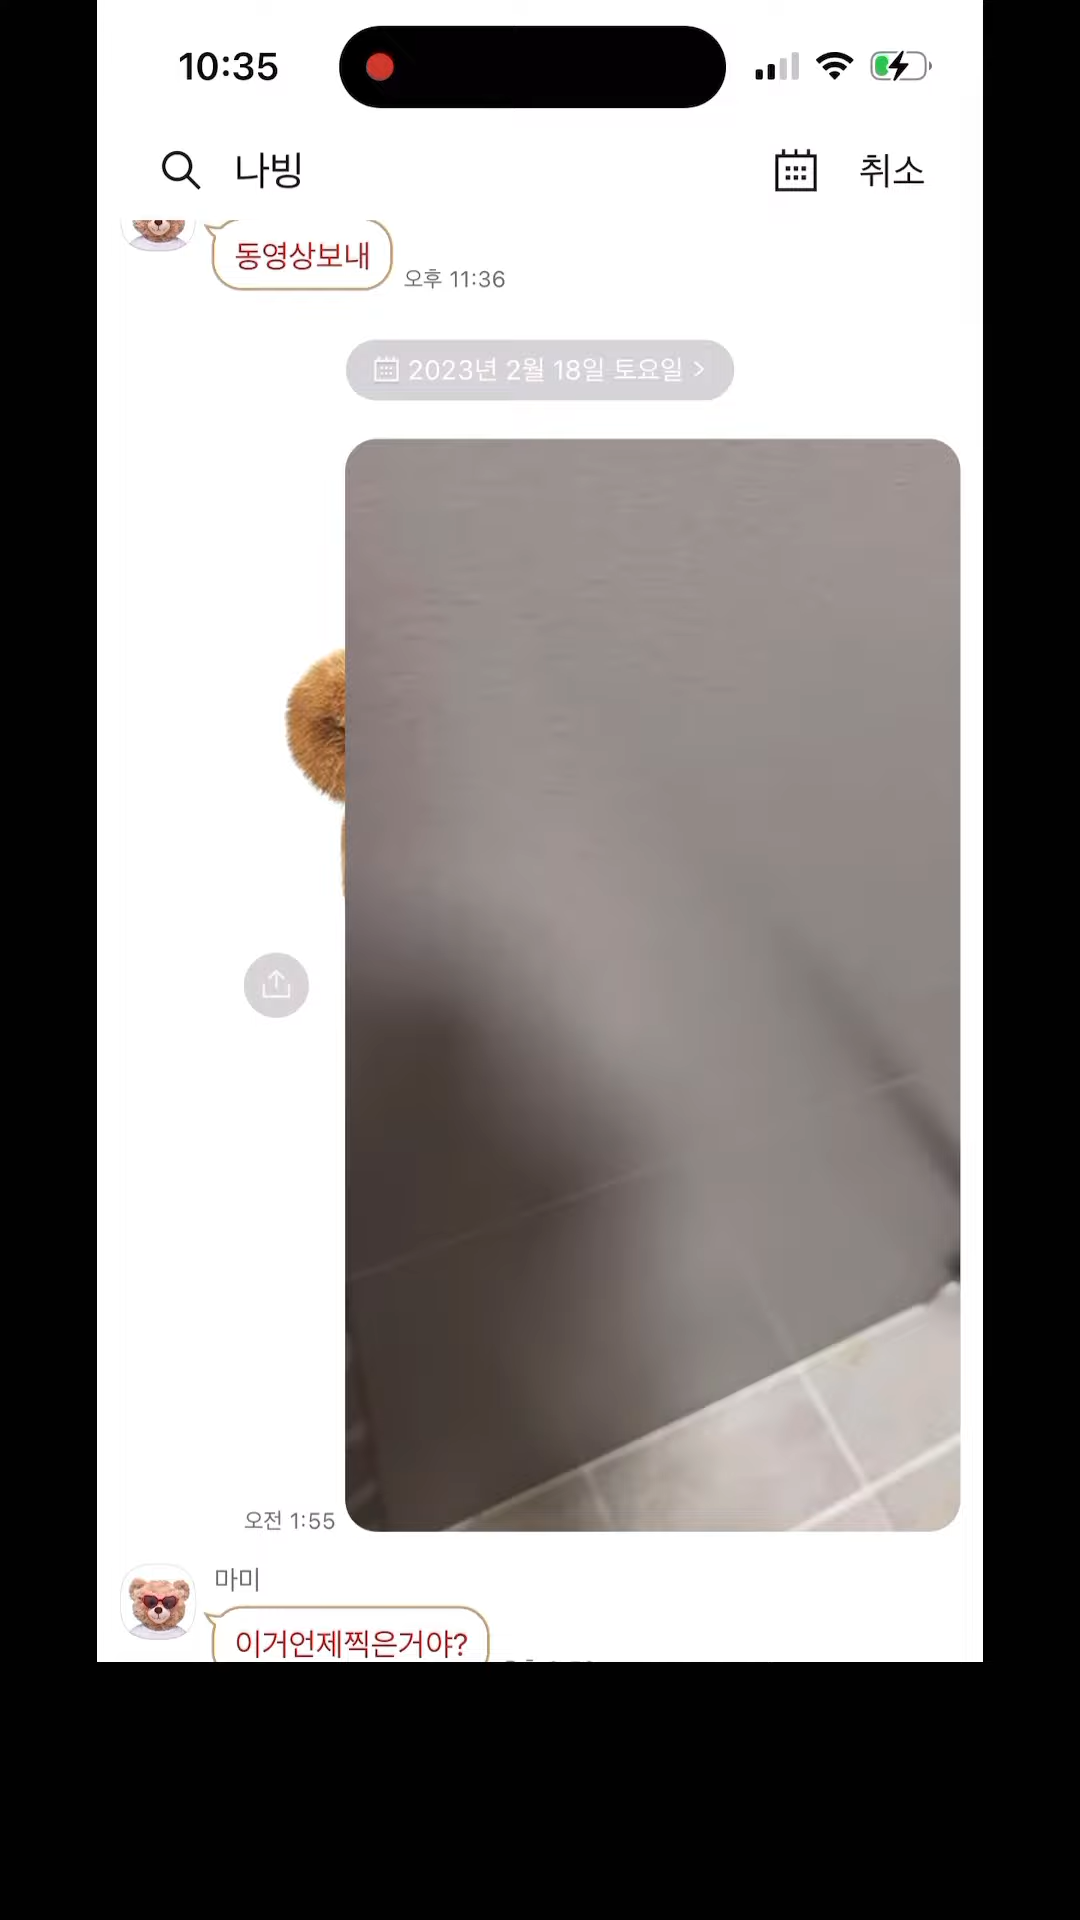 10:35
나빙
취소
동영상보내
오후 11:36
2023년 2월 18일 토요일 >
오전 1:55
마미
이거언제찍은거야?